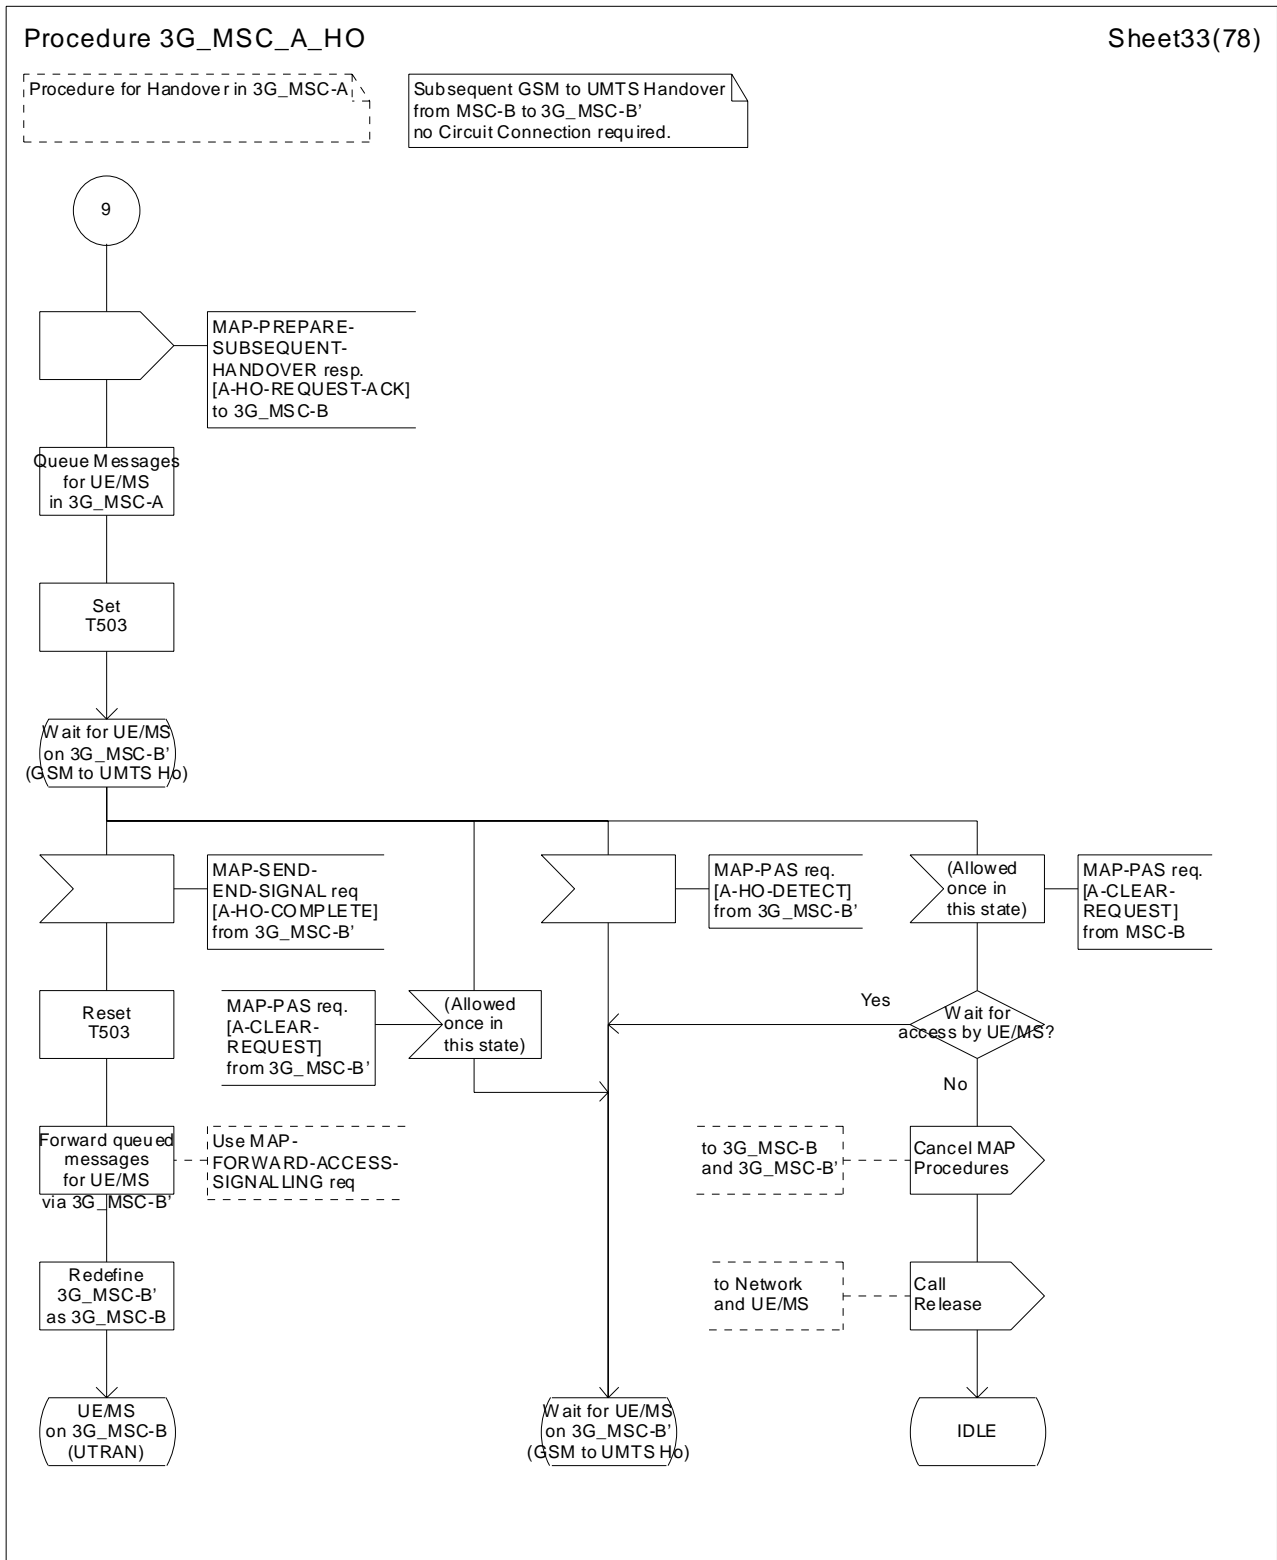 Procedure 3G_MSC_A_HO
Sheet33(78)
Procedure for Handover in 3G_MSC-A
Subsequent GSM to UMTS Handover
from MSC-B to 3G_MSC-B'
no Circuit Connection required.
9
MAP-PREPARE-
SUBSEQUENT-
HANDOVER resp.
[A-HO-REQUEST-ACK]
to 3G_MSC-B
Queue Messages
for UE/MS
in 3G_MSC-A
Set
T503
Wait for UE/MS
on 3G_MSC-B'
(GSM to UMTS Ho)
MAP-SEND-
END-SIGNAL req
[A-HO-COMPLETE]
from 3G_MSC-B'
MAP-PAS req.
[A-HO-DETECT]
from 3G_MSC-B'
(Allowed
once in
this state)
MAP-PAS req.
[A-CLEAR-
REQUEST]
from MSC-B
Reset
T503
MAP-PAS req.
[A-CLEAR-
REQUEST]
from 3G_MSC-B'
(Allowed
once in
this state)
Yes
Wait for
access by UE/MS?
No
Forward queued
messages
for UE/MS
via 3G_MSC-B'
Use MAP-
FORWARD-ACCESS-
SIGNALLING req
to 3G_MSC-B
and 3G_MSC-B'
Cancel MAP
Procedures
Redefine
3G_MSC-B'
as 3G_MSC-B
to Network
and UE/MS
Call
Release
UE/MS
on 3G_MSC-B
(UTRAN)
Wait for UE/MS
on 3G_MSC-B'
(GSM to UMTS Ho)
IDLE